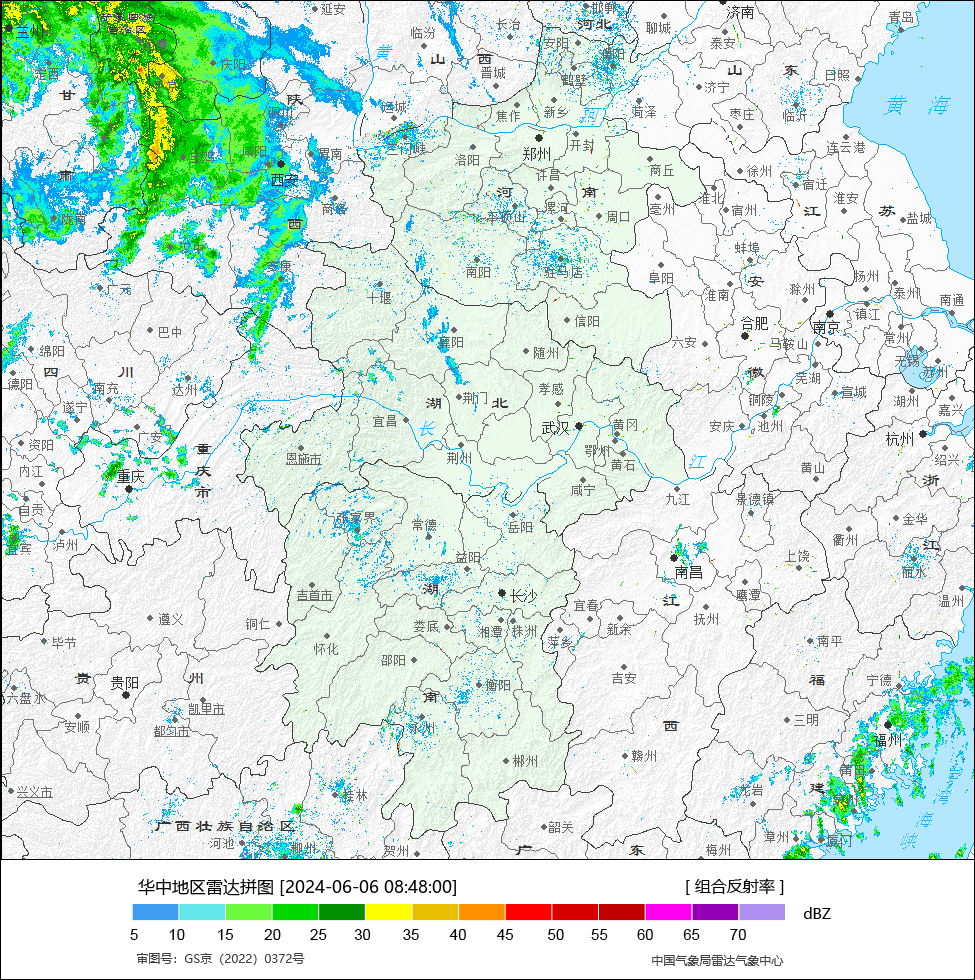 延安
邯郸
聊城
济南
青岛
临汾
长治
河北
安阳
泰安
黄
山 西
山 东
日照
庆阳
晋城
鹤壁
济宁
甘
陕
运城
焦作
新乡
河
菏泽
枣庄
临沂
黄 海
郑州
开封
连云港
渭南
洛阳
西安
商丘
徐州
肃
许昌
宿迁
商洛
河 南
淮北
淮安
陇南
平顶山
漯河
周口
亳州
宿州
江 苏
盐城
西
蚌埠
安康
南阳
驻马店
阜阳
安
滁州
扬州
泰州
广元
十堰
淮南
南通
巴中
信阳
合肥
南京
镇江
绵阳
襄阳
随州
六安
马鞍山
常州
四 川
徽
芜湖
无锡
苏州
德阳
南充
达州
荆门
孝感
铜陵
宣城
湖州
遂宁
湖 北
嘉兴
广安
宜昌
长
武汉
黄冈
安庆
池州
杭州
资阳
重
庆
市
恩施市
荆州
鄂州
黄石
江
黄山
绍兴
内江
重庆
咸宁
九江
景德镇
浙
自贡
张家界
常德
岳阳
金华
宜宾
泸州
衢州
江
益阳
南昌
上饶
丽水
吉首市
湖
长沙
鹰潭
温州
遵义
铜仁
娄底
湘潭
株洲
宜春
新余
江
抚州
毕节
怀化
邵阳
萍乡
南平
贵 州
贵阳
吉安
福
宁德
六盘水
凯里市
南
衡阳
安顺
都匀市
永州
西
三明
福州
郴州
赣州
莆田
兴义市
桂林
龙岩
建
广西壮族自治区
韶关
漳州
厦门
海
峡
河池
柳州
贺州
广 东
梅州
华中地区雷达拼图 [2024-06-06 08:48:00]
[ 组合反射率 ]
dBZ
5 10 15 20 25 30 35 40 45 50 55 60 65 70
审图号：GS京（2022）0372号
中国气象局雷达气象中心